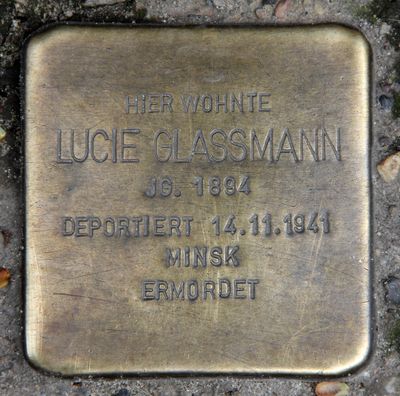 HIER WOHNTE
LUCIE GLASSMANN
JG. 1894
DEPORTIERT 14.11.1941
MINSK
ERMORDET